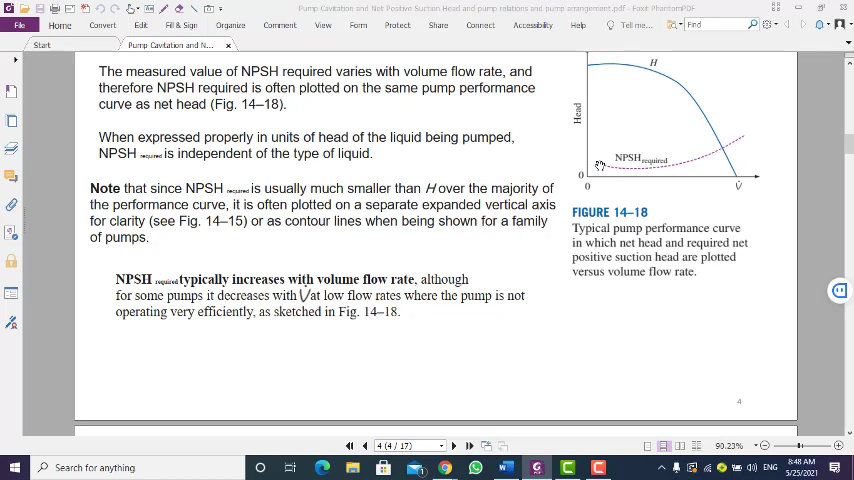 Pump Cavitation and Not Positive Suction Head and pump relations and pump arrangement.pdf - Foxit PhantomPDF
File Home Convert Fill & Sign Organize Comment View Form Protect Share Connect Accessibility Help Tell me... Find
Start Pump Cavitation and N...
The measured value of NPSH required varies with volume flow rate, and
therefore NPSH required is often plotted on the same pump performance
curve as net head (Fig. 14–18).
When expressed properly in units of head of the liquid being pumped,
NPSH required is independent of the type of liquid.
Note that since NPSH required is usually much smaller than H over the majority of
the performance curve, it is often plotted on a separate expanded vertical axis
for clarity (see Fig. 14–15) or as contour lines when being shown for a family
of pumps.
NPSH required typically increases with volume flow rate, although
for some pumps it decreases with V̇ at low flow rates where the pump is not
operating very efficiently, as sketched in Fig. 14–18.
H
Head
NPSHrequired
0
0
V̇
FIGURE 14–18
Typical pump performance curve
in which net head and required net
positive suction head are plotted
versus volume flow rate.
4
4 (4 / 17) 90.23%
Search for anything
ENG
8:48 AM
5/25/2021